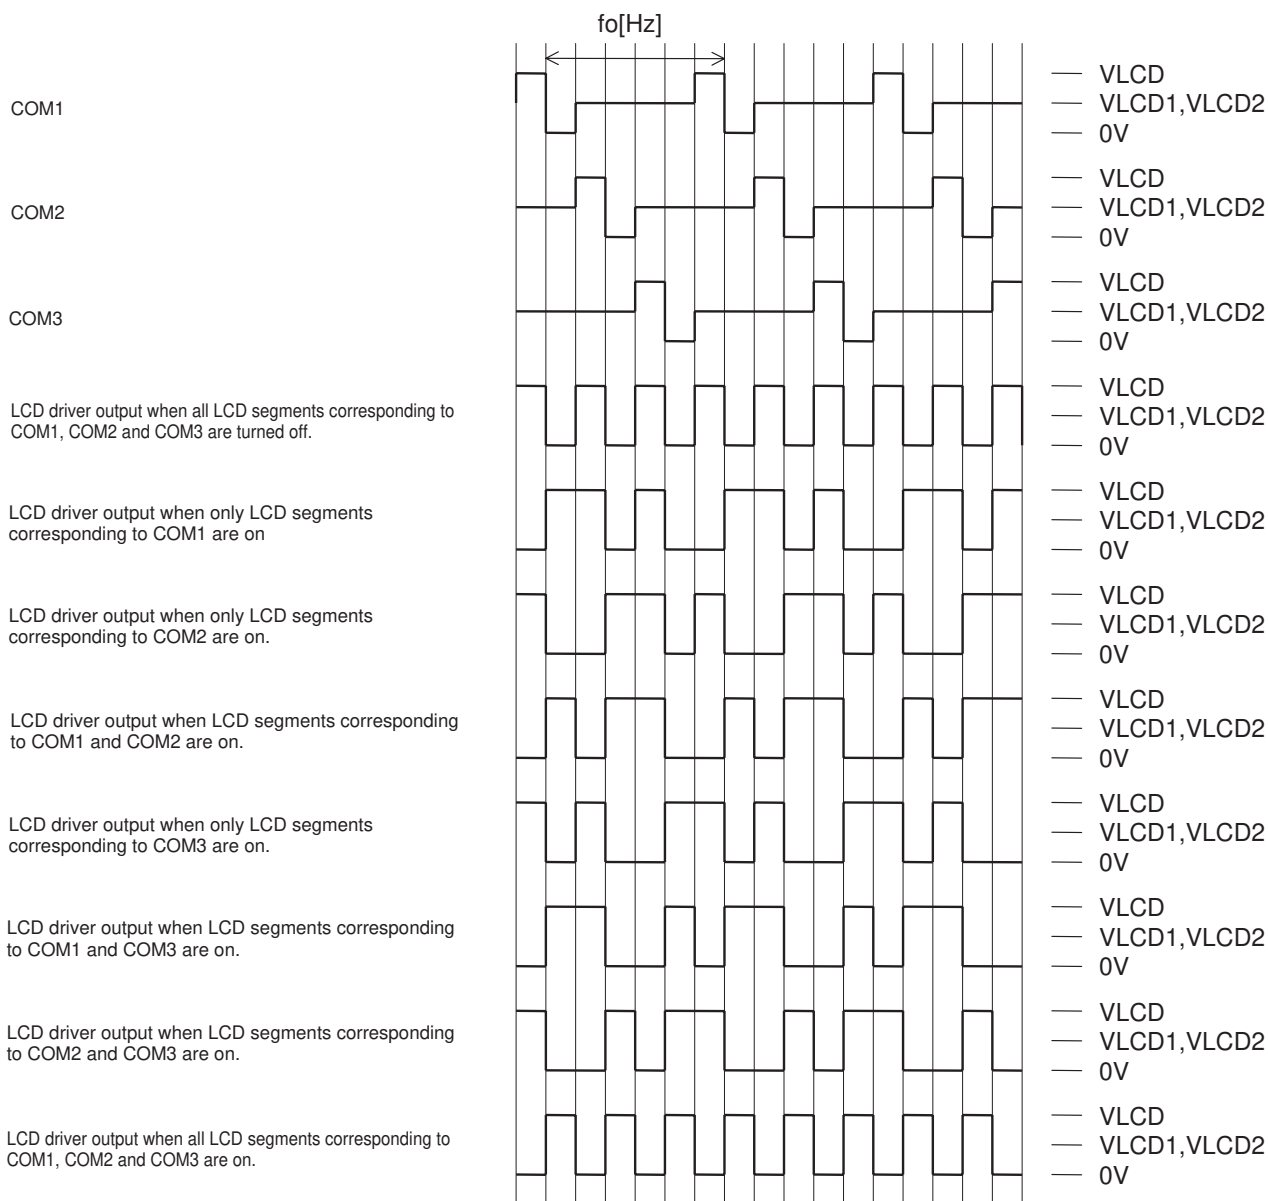 fo[Hz]
COM1
VLCD
VLCD1,VLCD2
0V
COM2
VLCD
VLCD1,VLCD2
0V
COM3
VLCD
VLCD1,VLCD2
0V
LCD driver output when all LCD segments corresponding to
COM1, COM2 and COM3 are turned off.
VLCD
VLCD1,VLCD2
0V
LCD driver output when only LCD segments
corresponding to COM1 are on
VLCD
VLCD1,VLCD2
0V
LCD driver output when only LCD segments
corresponding to COM2 are on.
VLCD
VLCD1,VLCD2
0V
LCD driver output when LCD segments corresponding
to COM1 and COM2 are on.
VLCD
VLCD1,VLCD2
0V
LCD driver output when only LCD segments
corresponding to COM3 are on.
VLCD
VLCD1,VLCD2
0V
LCD driver output when LCD segments corresponding
to COM1 and COM3 are on.
VLCD
VLCD1,VLCD2
0V
LCD driver output when LCD segments corresponding
to COM2 and COM3 are on.
VLCD
VLCD1,VLCD2
0V
LCD driver output when all LCD segments corresponding to
COM1, COM2 and COM3 are on.
VLCD
VLCD1,VLCD2
0V